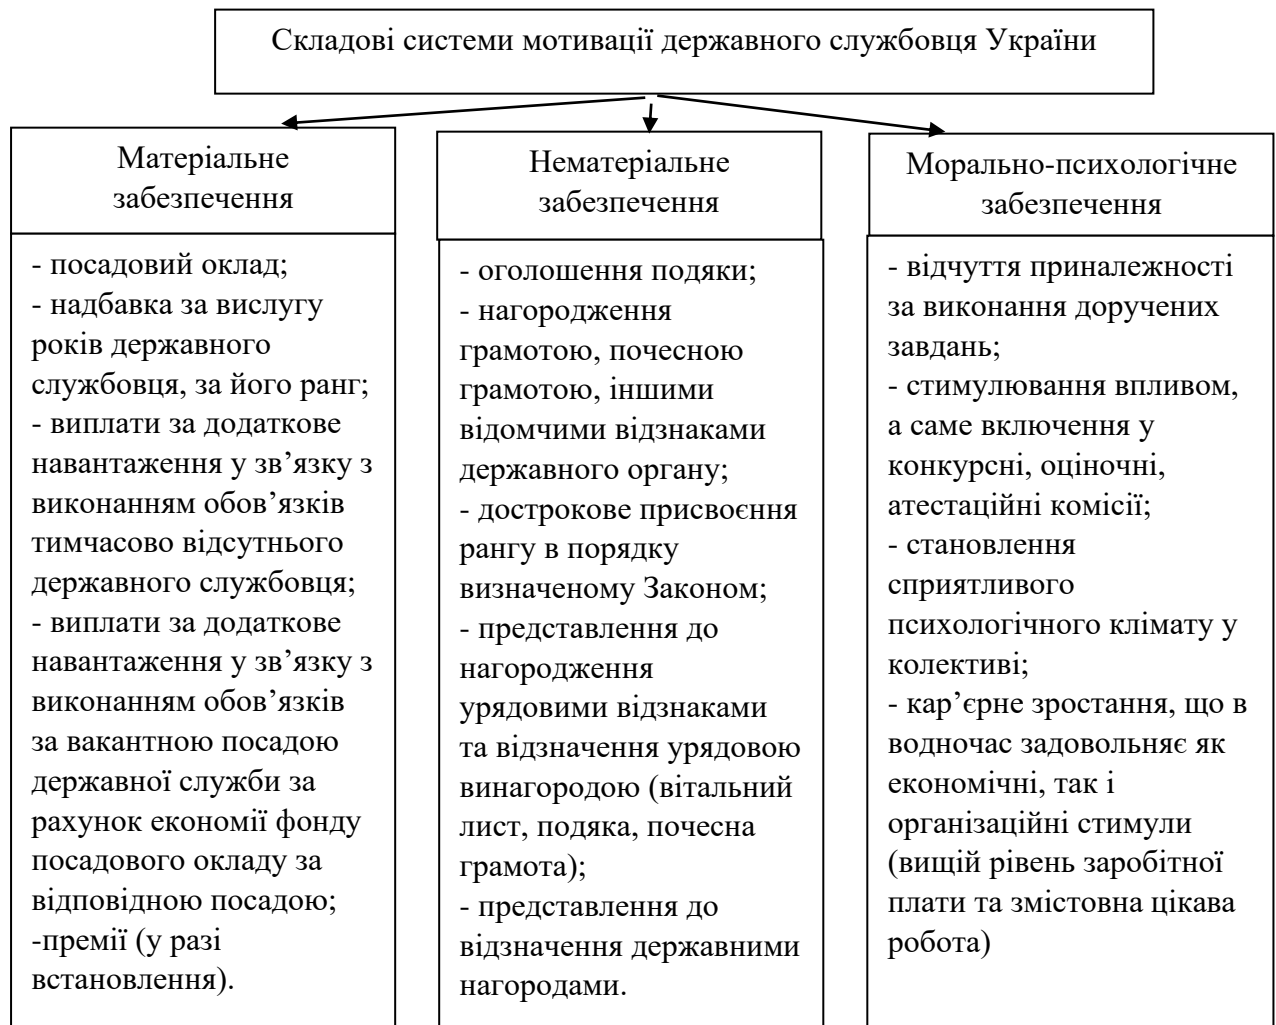 Складові системи мотивації державного службовця України
Матеріальне
забезпечення
- посадовий оклад;
- надбавка за вислугу
років державного
службовця, за його ранг;
- виплати за додаткове
навантаження у зв’язку з
виконанням обов’язків
тимчасово відсутнього
державного службовця;
- виплати за додаткове
навантаження у зв’язку з
виконанням обов’язків
за вакантною посадою
державної служби за
рахунок економії фонду
посадового окладу за
відповідною посадою;
-премії (у разі
встановлення).
Нематеріальне
забезпечення
- оголошення подяки;
- нагородження
грамотою, почесною
грамотою, іншими
відомчими відзнаками
державного органу;
- дострокове присвоєння
рангу в порядку
визначеному Законом;
- представлення до
нагородження
урядовими відзнаками
та відзначення урядовою
винагородою (вітальний
лист, подяка, почесна
грамота);
- представлення до
відзначення державними
нагородами.
Морально-психологічне
забезпечення
- відчуття приналежності
за виконання доручених
завдань;
- стимулювання впливом,
а саме включення у
конкурсні, оціночні,
атестаційні комісії;
- становлення
сприятливого
психологічного клімату у
колективі;
- кар’єрне зростання, що в
водночас задовольняє як
економічні, так і
організаційні стимули
(вищій рівень заробітної
плати та змістовна цікава
робота)